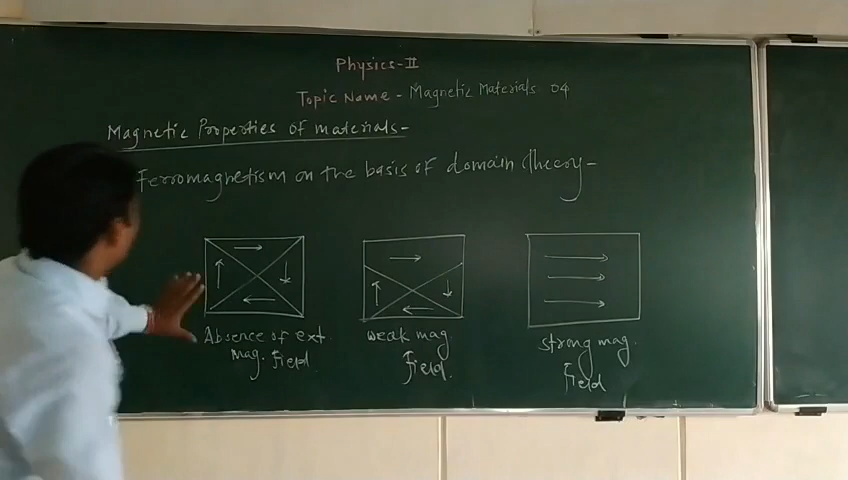 Physics-II
Topic Name - Magnetic Materials 04
Magnetic Properties of materials-
Ferromagnetism on the basis of domain theory-
Absence of ext.
mag. field.
weak mag
field.
strong mag.
field